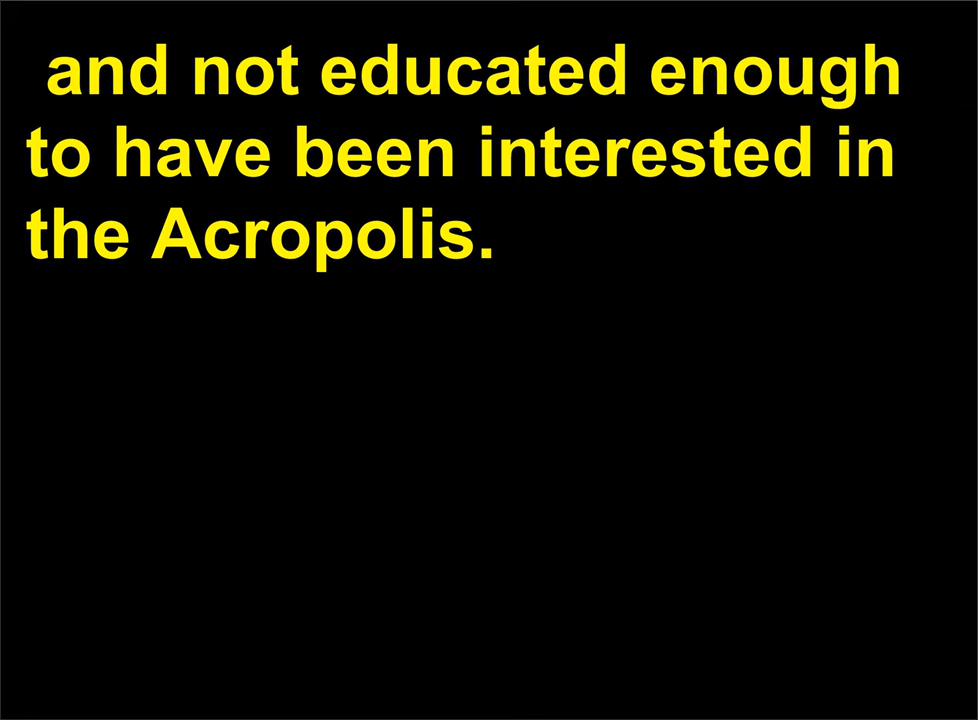 and not educated enough
to have been interested in
the Acropolis.